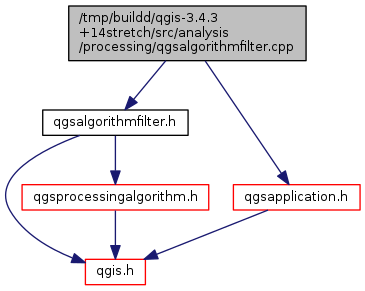 /tmp/buildd/qgis-3.4.3
+14stretch/src/analysis
/processing/qgsalgorithmfilter.cpp
qgsalgorithmfilter.h
qgsprocessingalgorithm.h
qgsapplication.h
qgis.h